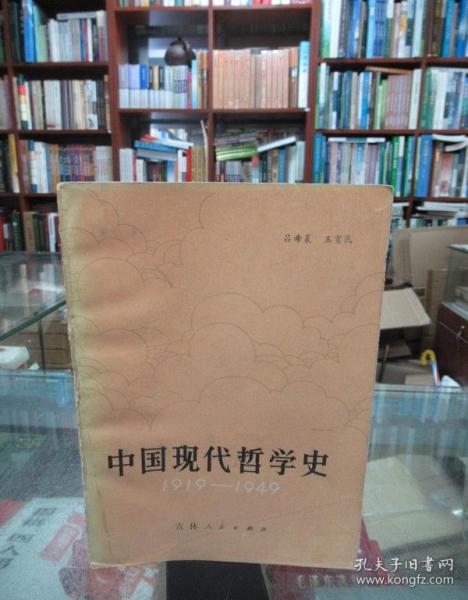 吕希晨 王育民
中国现代哲学史
1919—1949
吉林人民出版社
孔夫子旧书网
www.kongfz.com